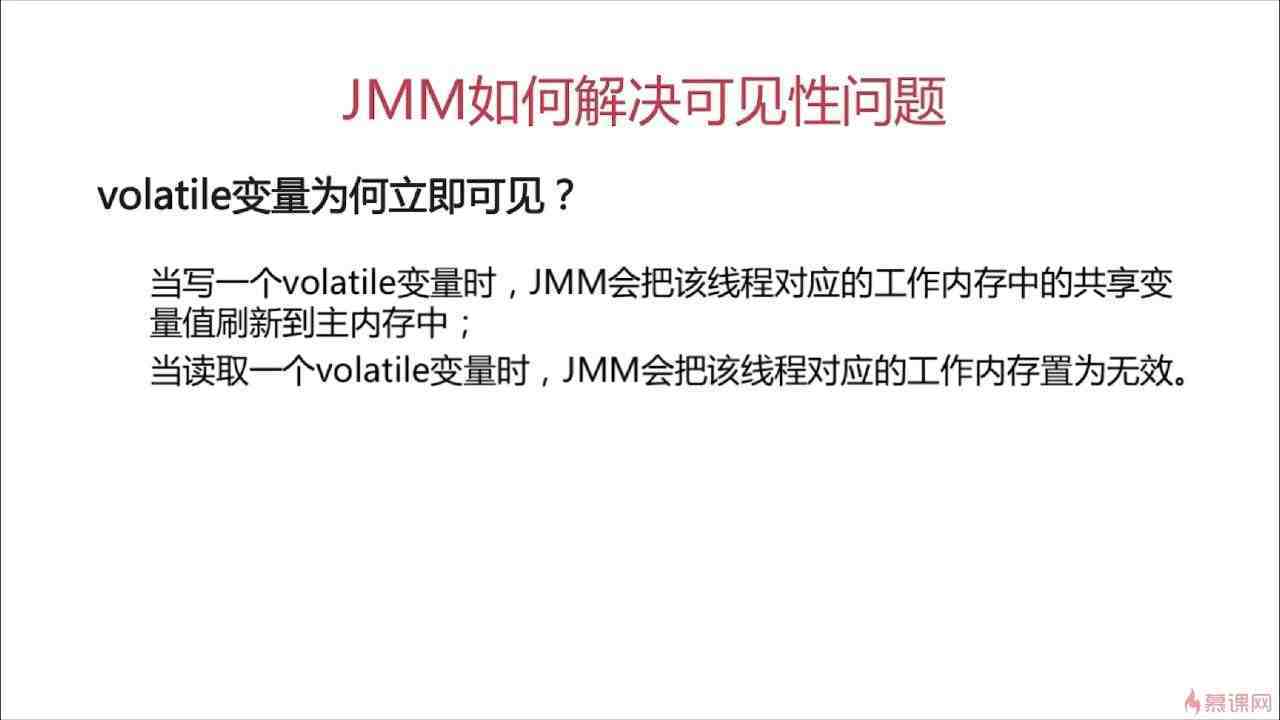 JMM如何解决可见性问题
volatile变量为何立即可见？
当写一个volatile变量时，JMM会把该线程对应的工作内存中的共享变
量值刷新到主内存中；
当读取一个volatile变量时，JMM会把该线程对应的工作内存置为无效。
慕课网